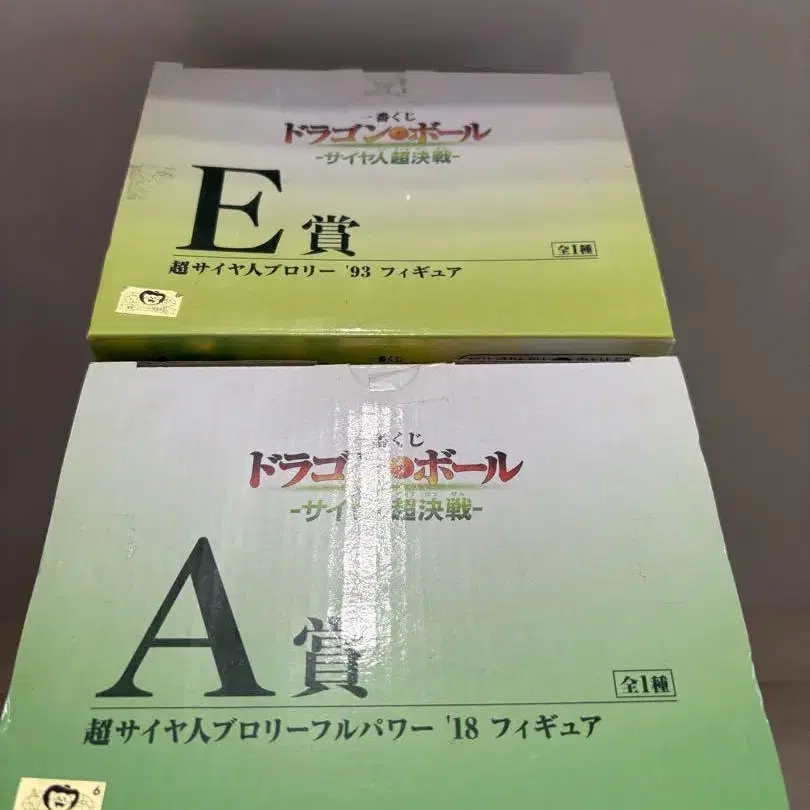 一番くじ
ドラゴンボール
-サイヤ人超決戦-
E賞
全1種
超サイヤ人ブロリー '93 フィギュア
一番くじ
ドラゴンボール
-サイヤ人超決戦-
A賞
全1種
超サイヤ人ブロリーフルパワー '18 フィギュア
6